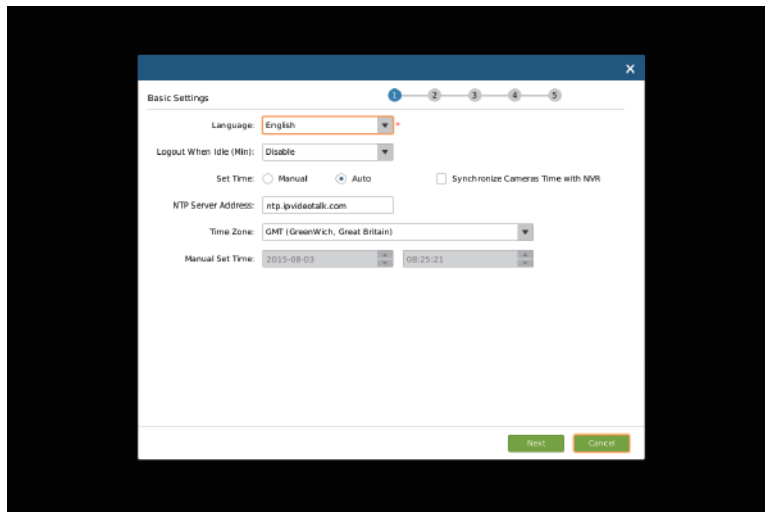 Basic Settings 1 2 3 4 5
Language: English *
Logout When Idle (Min): Disable
Set Time: Manual Auto Synchronize Cameras Time with NVR
NTP Server Address: ntp.ipvideotalk.com
Time Zone: GMT (GreenWich, Great Britain)
Manual Set Time: 2015-08-03 08:25:21
Next Cancel